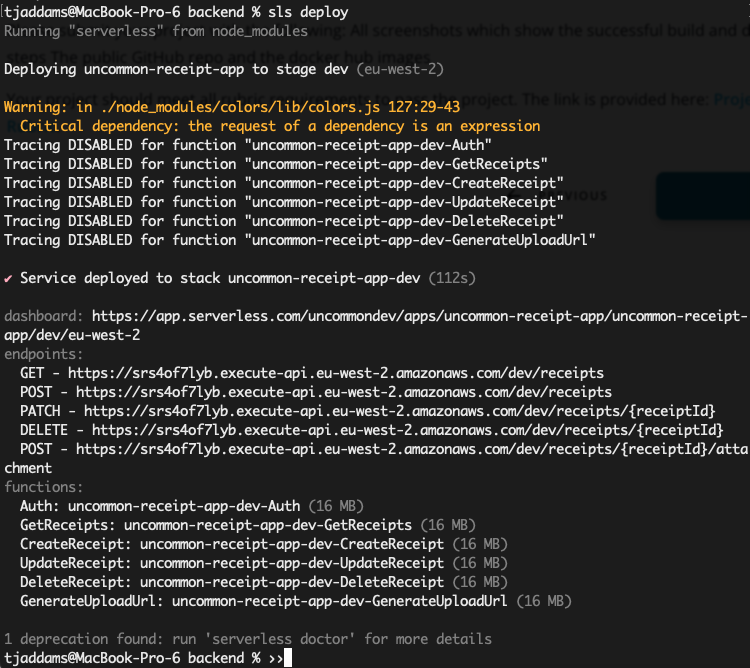 tjaddams@MacBook-Pro-6 backend % sls deploy
Running "serverless" from node_modules
Deploying uncommon-receipt-app to stage dev (eu-west-2)
Warning: in ./node_modules/colors/lib/colors.js 127:29-43
Critical dependency: the request of a dependency is an expression
Tracing DISABLED for function "uncommon-receipt-app-dev-Auth"
Tracing DISABLED for function "uncommon-receipt-app-dev-GetReceipts"
Tracing DISABLED for function "uncommon-receipt-app-dev-CreateReceipt"
Tracing DISABLED for function "uncommon-receipt-app-dev-UpdateReceipt"
Tracing DISABLED for function "uncommon-receipt-app-dev-DeleteReceipt"
Tracing DISABLED for function "uncommon-receipt-app-dev-GenerateUploadUrl"
✔ Service deployed to stack uncommon-receipt-app-dev (112s)
dashboard: https://app.serverless.com/uncommondev/apps/uncommon-receipt-app/uncommon-receipt-
app/dev/eu-west-2
endpoints:
GET - https://srs4of7lyb.execute-api.eu-west-2.amazonaws.com/dev/receipts
POST - https://srs4of7lyb.execute-api.eu-west-2.amazonaws.com/dev/receipts
PATCH - https://srs4of7lyb.execute-api.eu-west-2.amazonaws.com/dev/receipts/{receiptId}
DELETE - https://srs4of7lyb.execute-api.eu-west-2.amazonaws.com/dev/receipts/{receiptId}
POST - https://srs4of7lyb.execute-api.eu-west-2.amazonaws.com/dev/receipts/{receiptId}/atta
chment
functions:
Auth: uncommon-receipt-app-dev-Auth (16 MB)
GetReceipts: uncommon-receipt-app-dev-GetReceipts (16 MB)
CreateReceipt: uncommon-receipt-app-dev-CreateReceipt (16 MB)
UpdateReceipt: uncommon-receipt-app-dev-UpdateReceipt (16 MB)
DeleteReceipt: uncommon-receipt-app-dev-DeleteReceipt (16 MB)
GenerateUploadUrl: uncommon-receipt-app-dev-GenerateUploadUrl (16 MB)
1 deprecation found: run 'serverless doctor' for more details
tjaddams@MacBook-Pro-6 backend % ››